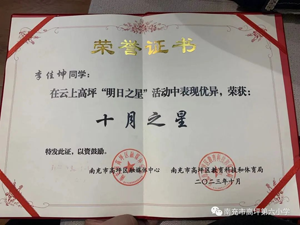 荣誉证书
李佳坤同学：
在云上高坪“明日之星”活动中表现优异，荣获：
十月之星
特发此证，以资鼓励。
南充市高坪区融媒体中心 南充市高坪区教育科技和体育局
二〇二三年十月
南充市高坪第六小学